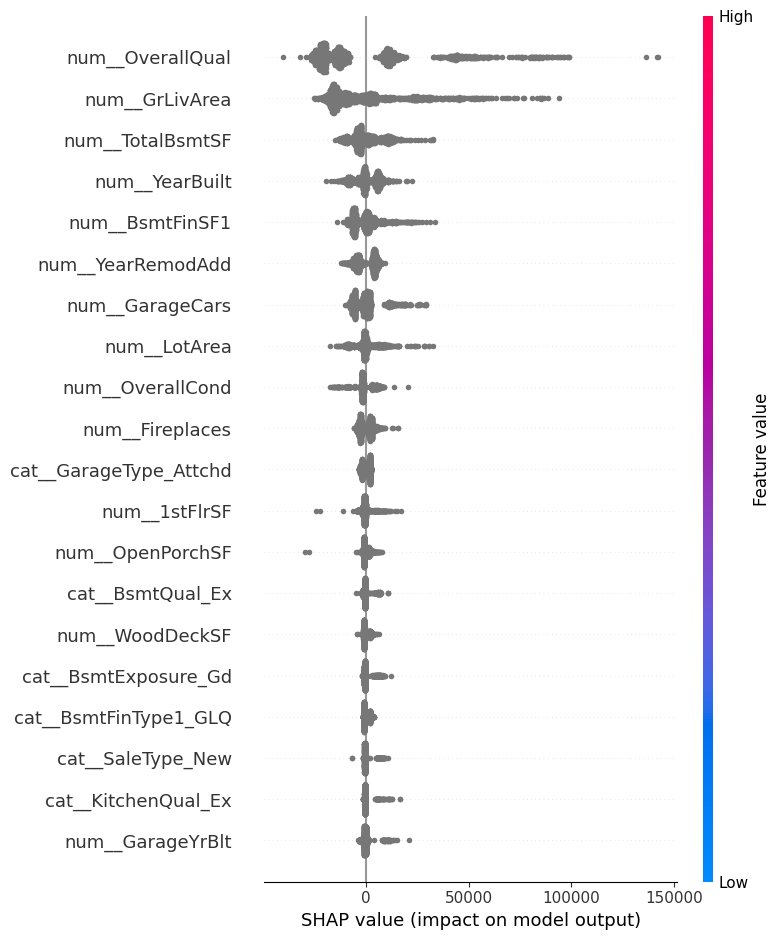 High
num__OverallQual
num__GrLivArea
num__TotalBsmtSF
num__YearBuilt
num__BsmtFinSF1
num__YearRemodAdd
num__GarageCars
num__LotArea
num__OverallCond
num__Fireplaces
cat__GarageType_Attchd
num__1stFlrSF
num__OpenPorchSF
cat__BsmtQual_Ex
num__WoodDeckSF
cat__BsmtExposure_Gd
cat__BsmtFinType1_GLQ
cat__SaleType_New
cat__KitchenQual_Ex
num__GarageYrBlt
Feature value
Low
0 50000 100000 150000
SHAP value (impact on model output)